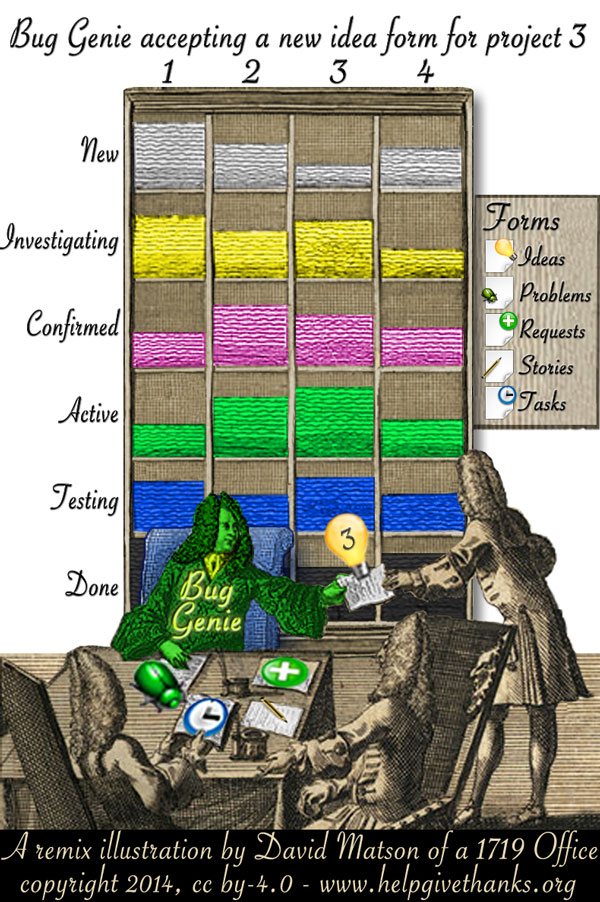 Bug Genie accepting a new idea form for project 3
1 2 3 4
New
Investigating
Confirmed
Active
Testing
Done
Forms
Ideas
Problems
Requests
Stories
Tasks
3
Bug
Genie
A remix illustration by David Matson of a 1719 Office
copyright 2014, cc by-4.0 - www.helpgivethanks.org